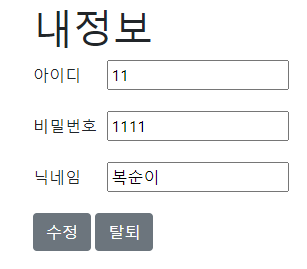 내정보
아이디 11
비밀번호 1111
닉네임 복순이
수정 탈퇴